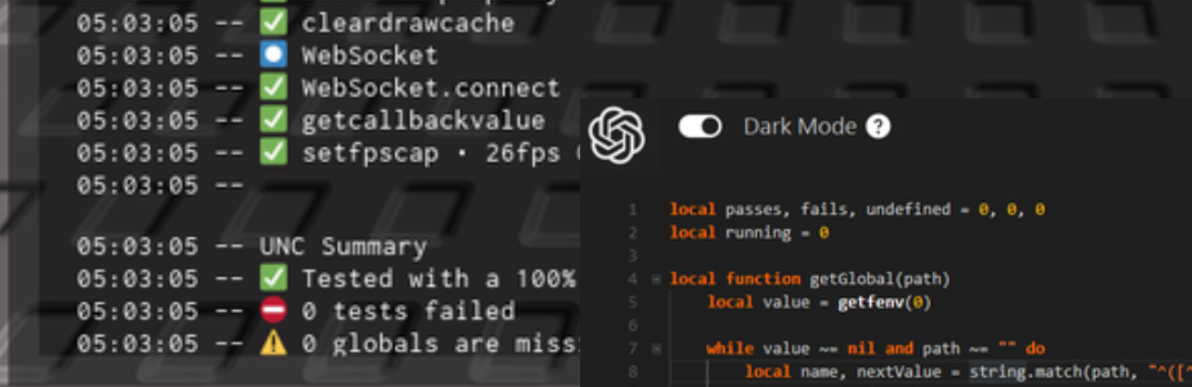 05:03:05 -- ✅ cleardrawcache
05:03:05 -- ⏺️ WebSocket
05:03:05 -- ✅ WebSocket.connect
05:03:05 -- ✅ getcallbackvalue
05:03:05 -- ✅ setfpscap • 26fps
05:03:05 --
05:03:05 -- UNC Summary
05:03:05 -- ✅ Tested with a 100%
05:03:05 -- ⛔ 0 tests failed
05:03:05 -- ⚠️ 0 globals are miss
Dark Mode ?
1 local passes, fails, undefined = 0, 0, 0
2 local running = 0
3
4 local function getGlobal(path)
5 local value = getfenv(0)
6
7 while value ~= nil and path ~= "" do
8 local name, nextValue = string.match(path, "^([^